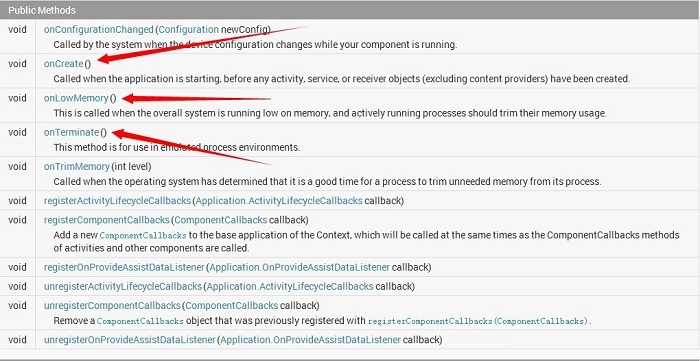 Public Methods
void onConfigurationChanged(Configuration newConfig)
Called by the system when the device configuration changes while your component is running.
void onCreate()
Called when the application is starting, before any activity, service, or receiver objects (excluding content providers) have been created.
void onLowMemory()
This is called when the overall system is running low on memory, and actively running processes should trim their memory usage.
void onTerminate()
This method is for use in emulated process environments.
void onTrimMemory(int level)
Called when the operating system has determined that it is a good time for a process to trim unneeded memory from its process.
void registerActivityLifecycleCallbacks(Application.ActivityLifecycleCallbacks callback)
void registerComponentCallbacks(ComponentCallbacks callback)
Add a new ComponentCallbacks to the base application of the Context, which will be called at the same times as the ComponentCallbacks methods
of activities and other components are called.
void registerOnProvideAssistDataListener(Application.OnProvideAssistDataListener callback)
void unregisterActivityLifecycleCallbacks(Application.ActivityLifecycleCallbacks callback)
void unregisterComponentCallbacks(ComponentCallbacks callback)
Remove a ComponentCallbacks object that was previously registered with registerComponentCallbacks(ComponentCallbacks).
void unregisterOnProvideAssistDataListener(Application.OnProvideAssistDataListener callback)